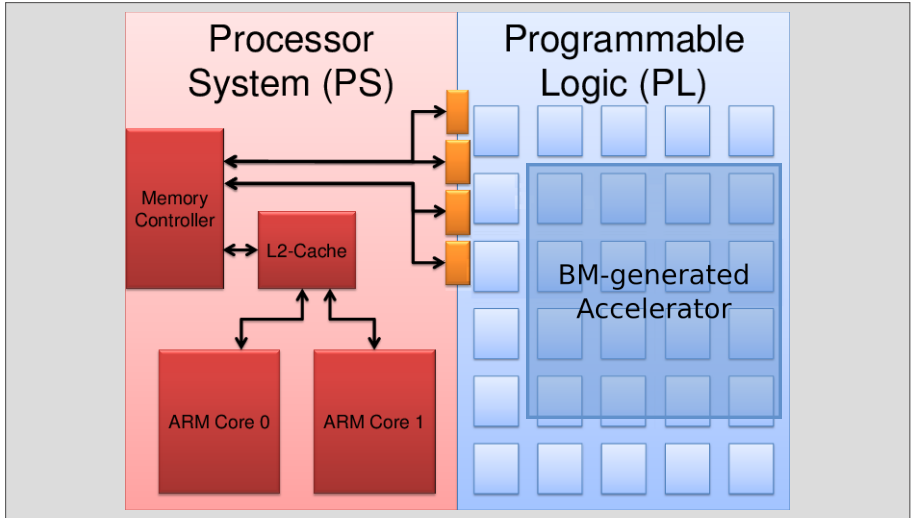 Processor
System (PS)
Programmable
Logic (PL)
Memory
Controller
L2-Cache
BM-generated
Accelerator
ARM Core 0
ARM Core 1